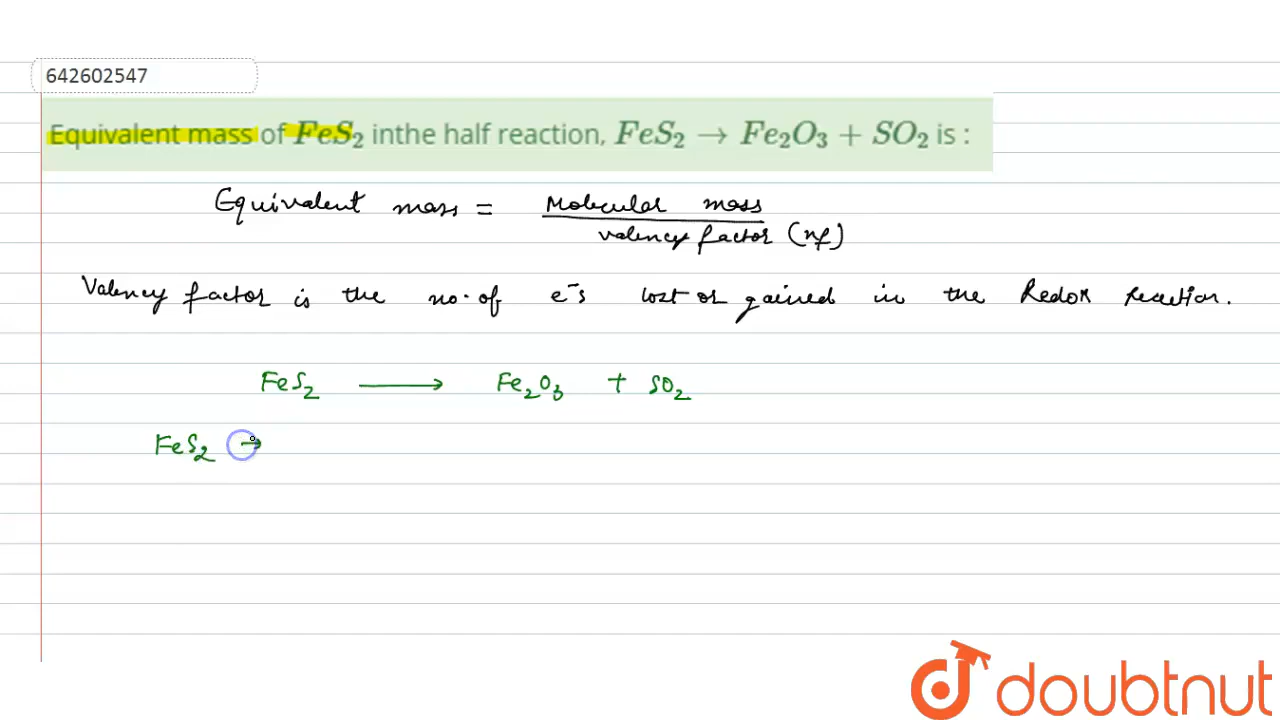 642602547
Equivalent mass of FeS₂ inthe half reaction, FeS₂ → Fe₂O₃ + SO₂ is :
Equivalent mass = Molecular mass
valency factor (nf)
Valency factor is the no. of e⁻s lost or gained in the Redox reaction.
FeS₂ ⟶ Fe₂O₃ + SO₂
FeS₂ →
doubtnut